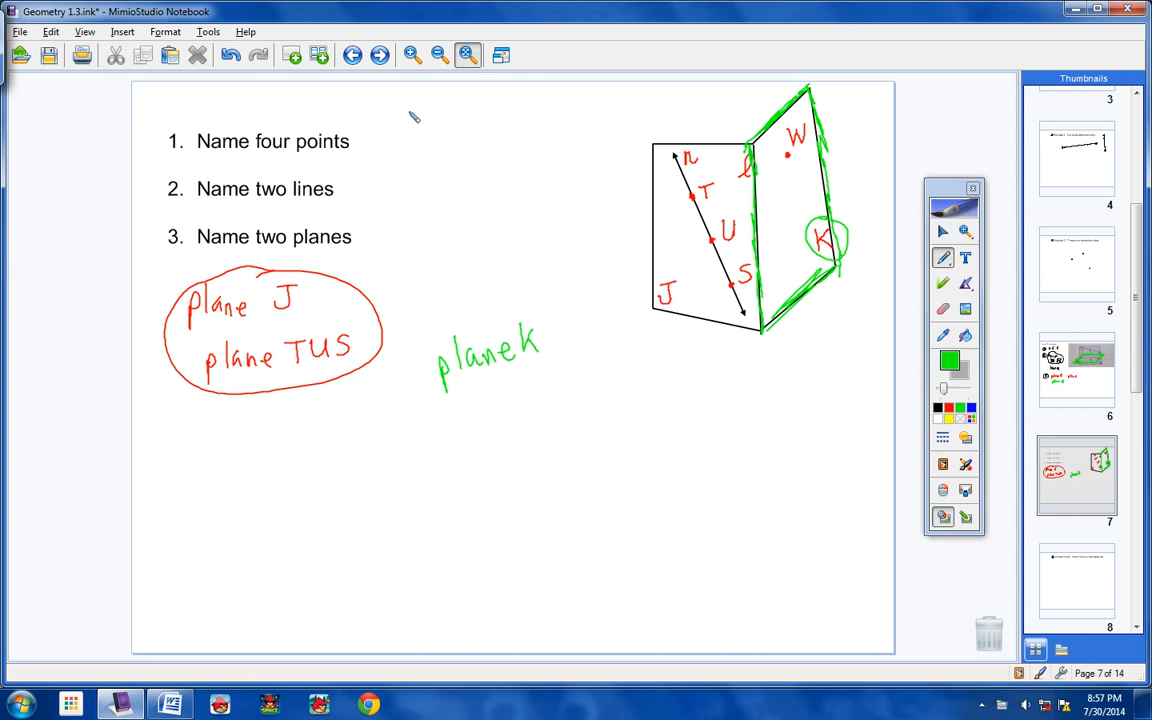 Geometry 1.3.ink* - MimioStudio Notebook
File Edit View Insert Format Tools Help
1. Name four points
2. Name two lines
3. Name two planes
plane J
plane TUS
planek
n
l
W
T
U
K
S
J
Thumbnails
3
4
5
6
7
8
Page 7 of 14
8:57 PM
7/30/2014